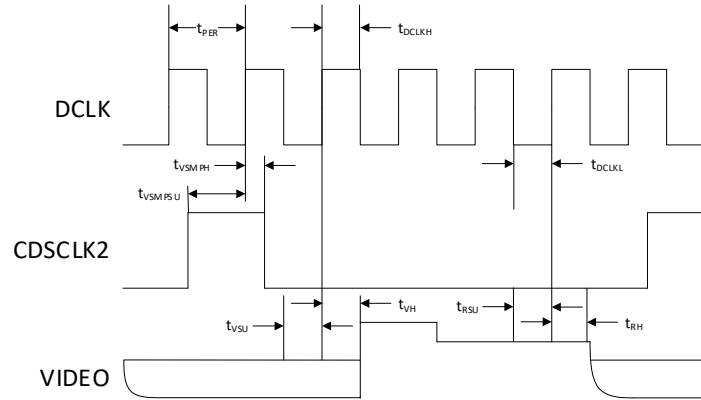 tPER
tDCLKH
DCLK
tVSMPH
tDCLKL
tVSMPSU
CDSCLK2
tVH
tRSU
tVSU
tRH
VIDEO